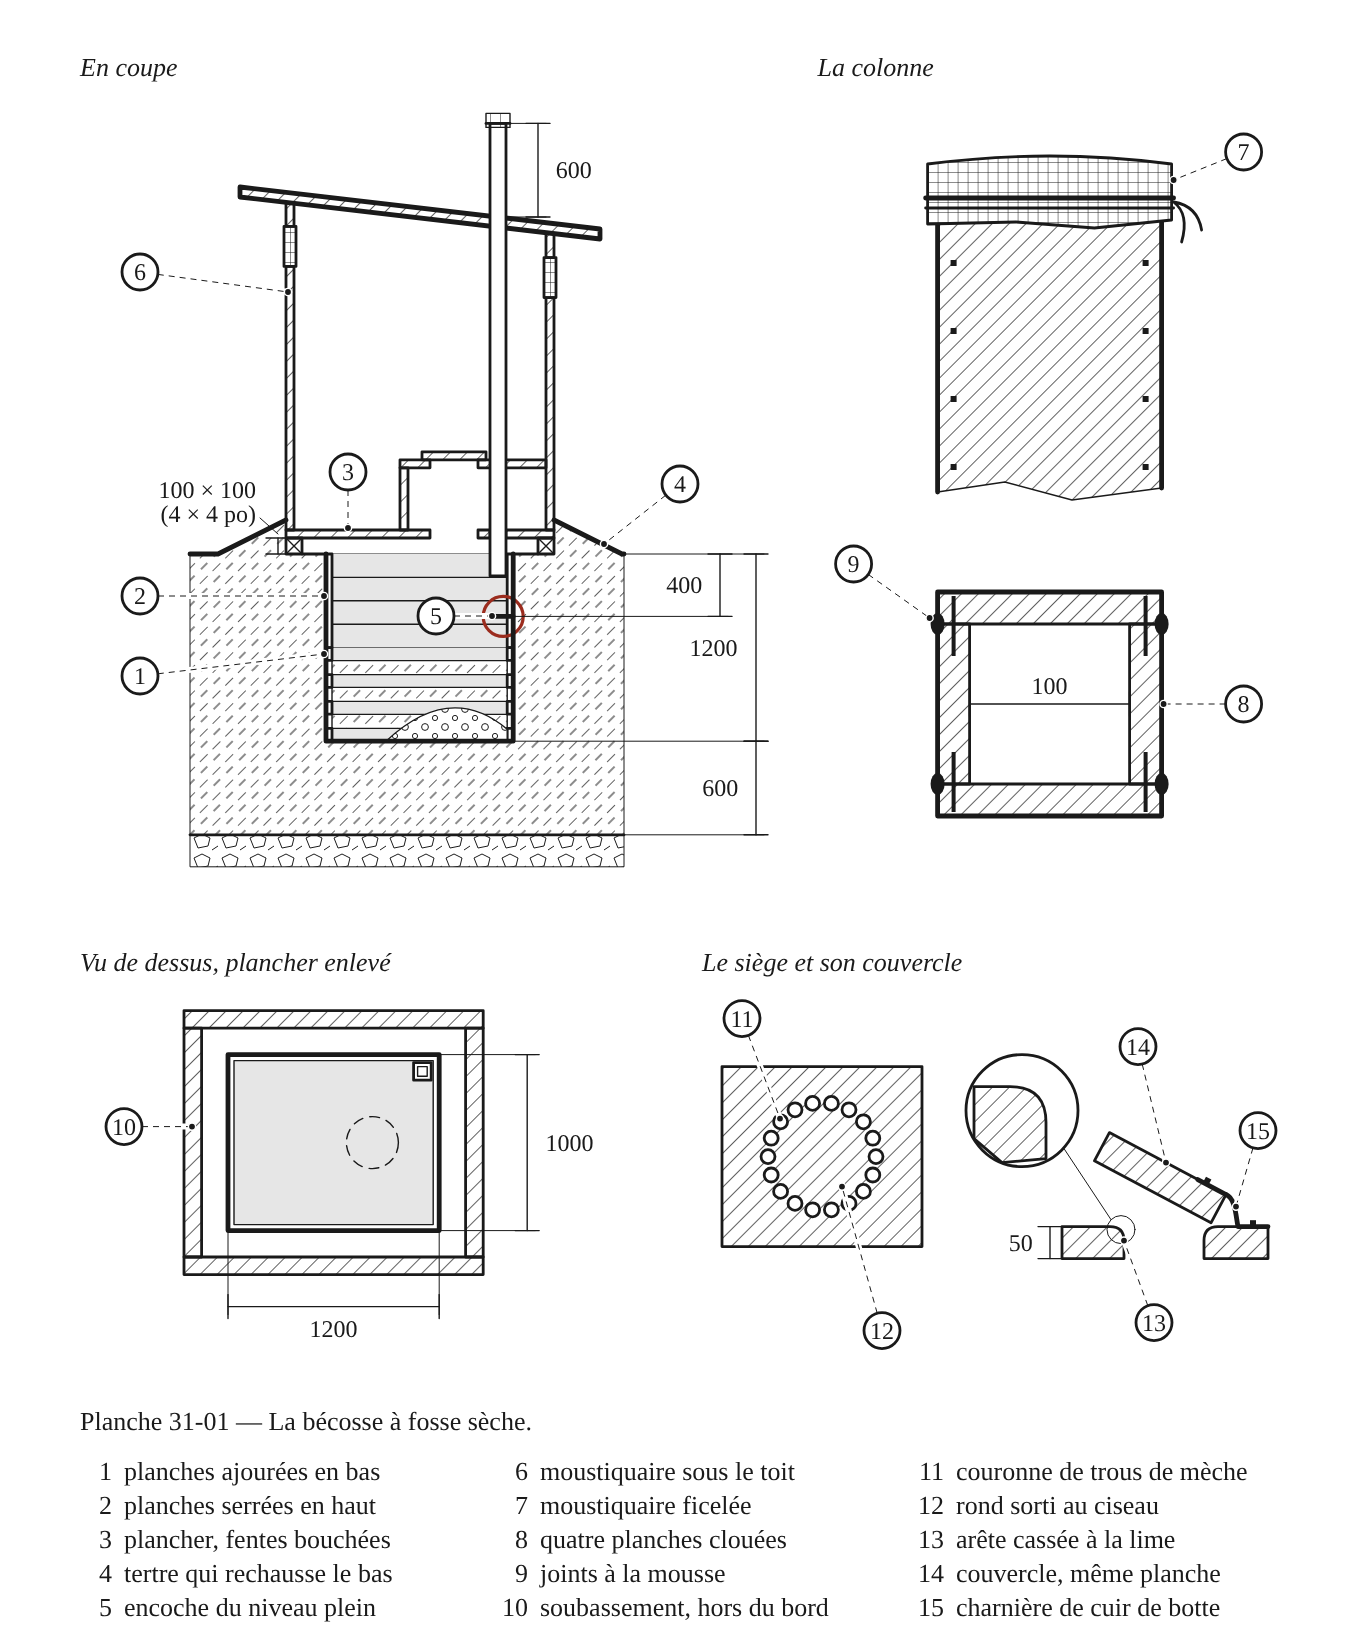 En coupe
La colonne
7
600
6
3
4
100 × 100
(4 × 4 po)
9
2
400
5
1200
1
100
8
600
Vu de dessus, plancher enlevé
Le siège et son couvercle
11
14
10
15
1000
50
1200
12
13
Planche 31-01 — La bécosse à fosse sèche.
1 planches ajourées en bas
2 planches serrées en haut
3 plancher, fentes bouchées
4 tertre qui rechausse le bas
5 encoche du niveau plein
6 moustiquaire sous le toit
7 moustiquaire ficelée
8 quatre planches clouées
9 joints à la mousse
10 soubassement, hors du bord
11 couronne de trous de mèche
12 rond sorti au ciseau
13 arête cassée à la lime
14 couvercle, même planche
15 charnière de cuir de botte